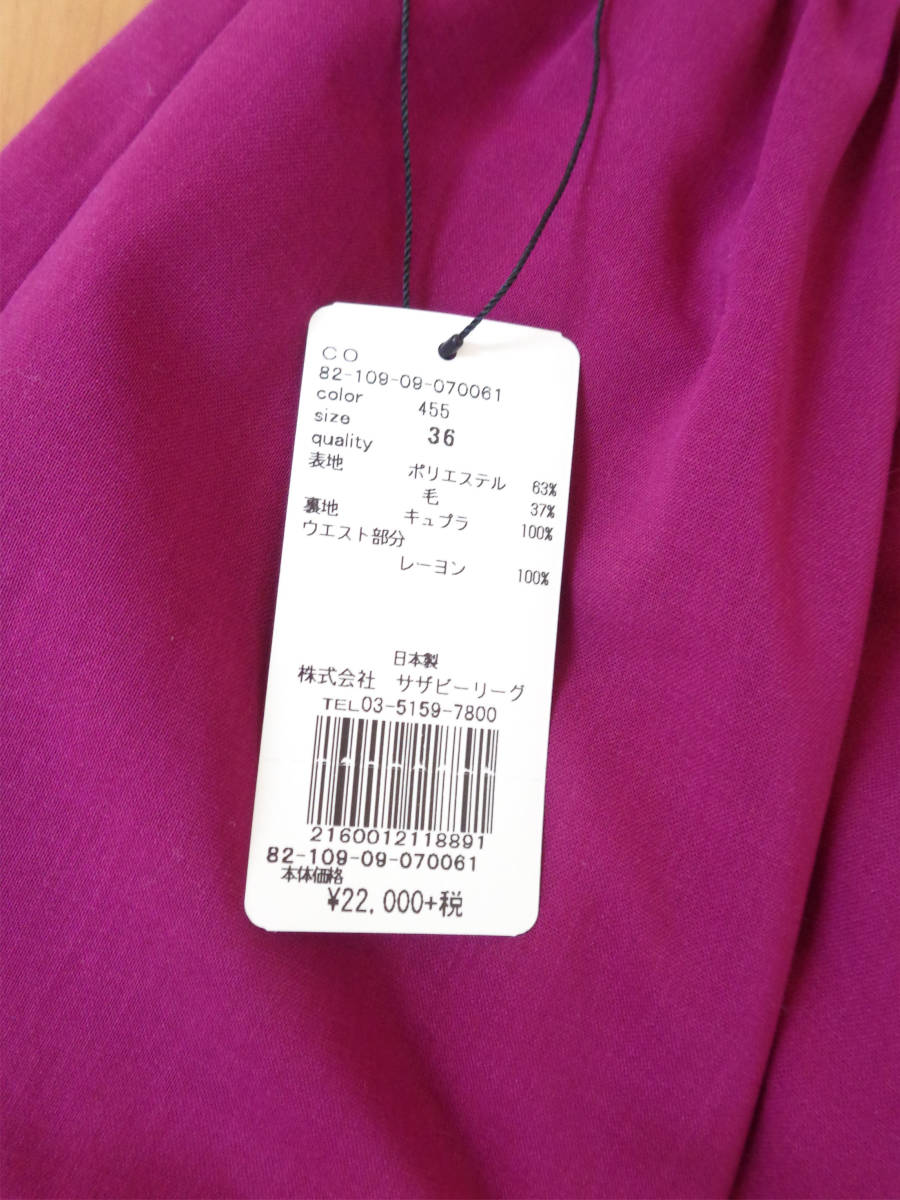 CO
82-109-09-070061
color 455
size 36
quality
表地 ポリエステル 63%
毛 37%
裏地 キュプラ 100%
ウエスト部分
レーヨン 100%
日本製
株式会社 サザビーリーグ
TEL03-5159-7800
2160012118891
82-109-09-070061
本体価格
¥22,000+税